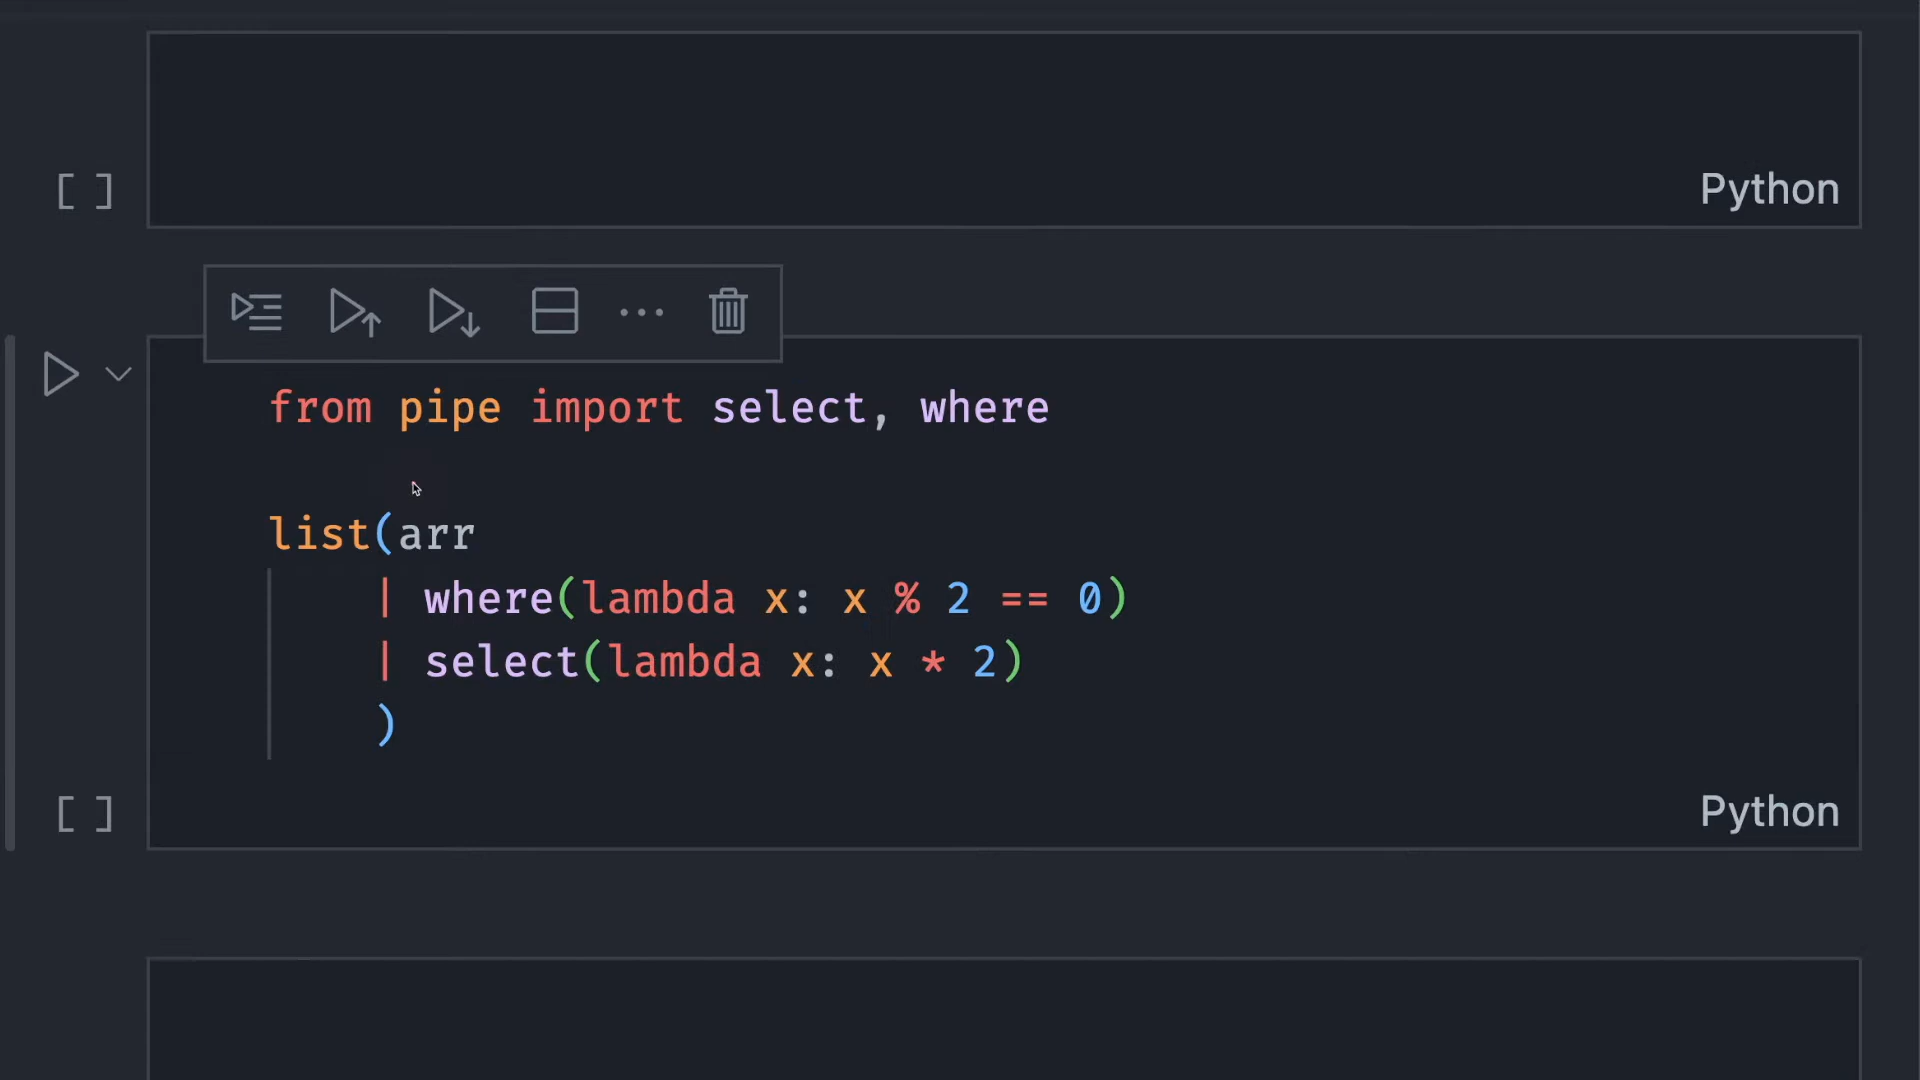 [ ]
Python
from pipe import select, where
list(arr
| where(lambda x: x % 2 == 0)
| select(lambda x: x * 2)
)
[ ]
Python